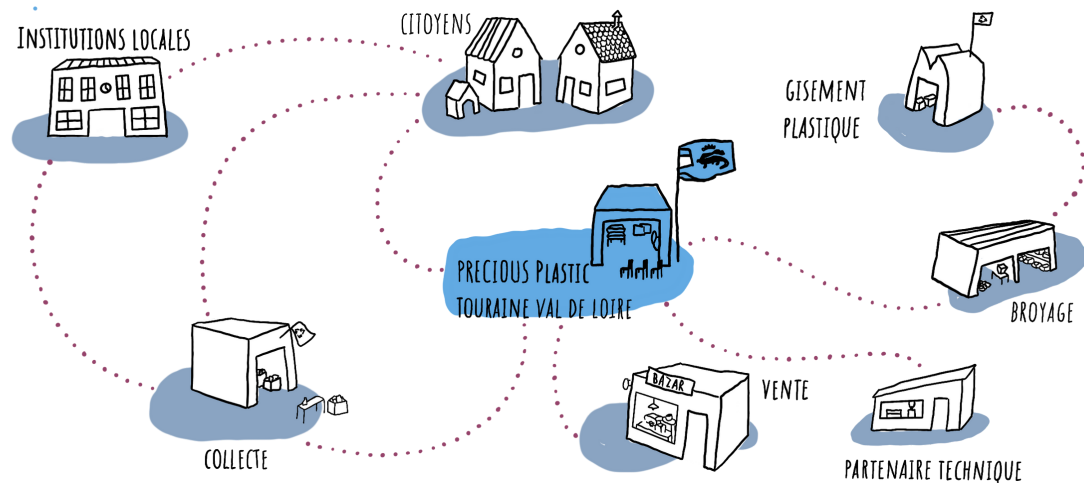 INSTITUTIONS LOCALES
CITOYENS
GISEMENT
PLASTIQUE
PRECIOUS PLASTIC
TOURAINE VAL DE LOIRE
BROYAGE
BAZAR
VENTE
COLLECTE
PARTENAIRE TECHNIQUE